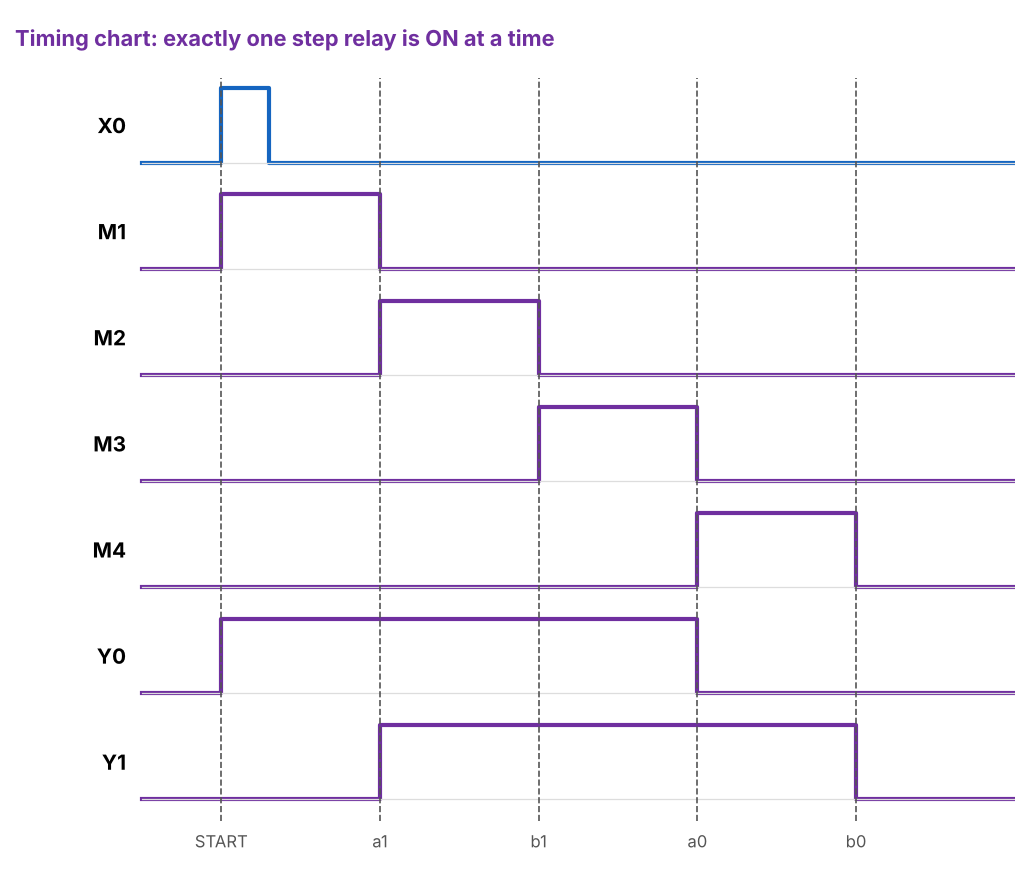 Timing chart: exactly one step relay is ON at a time
X0
M1
M2
M3
M4
Y0
Y1
START a1 b1 a0 b0